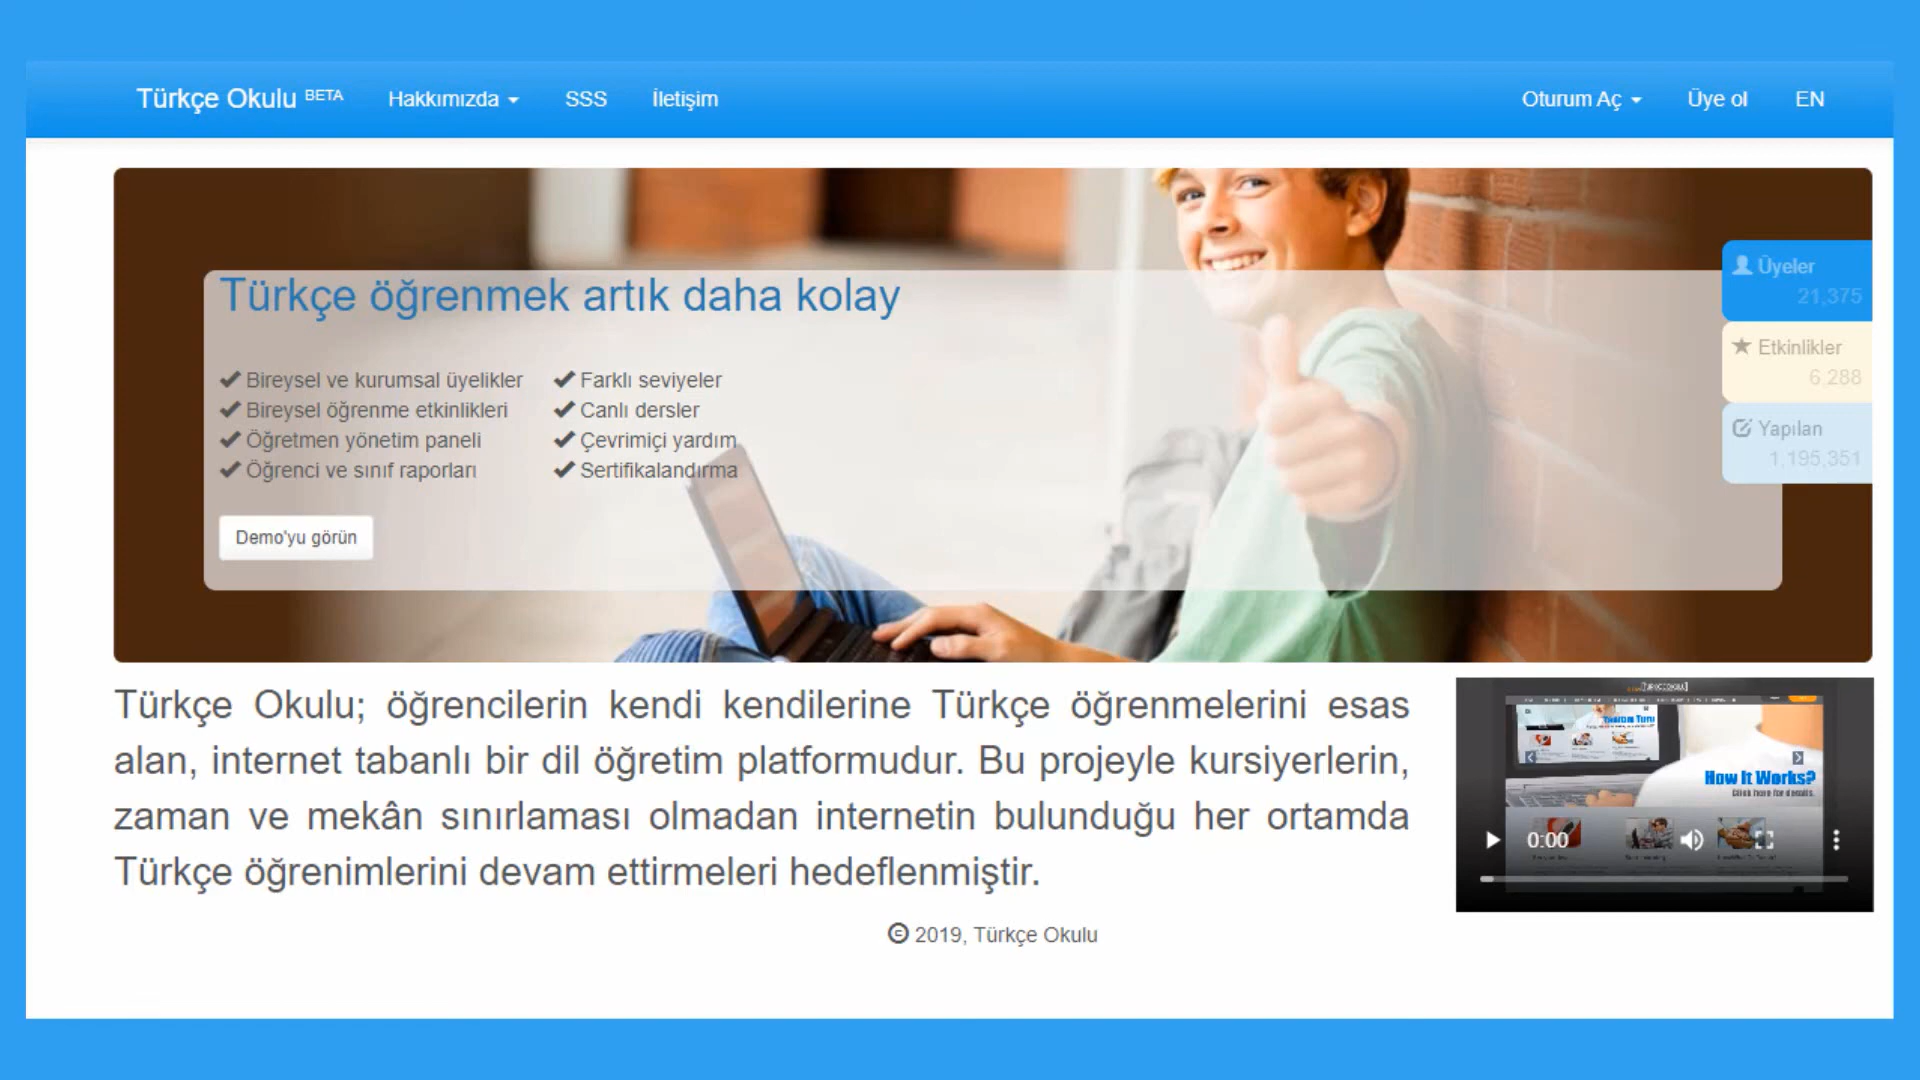 Türkçe Okulu BETA Hakkımızda SSS İletişim Oturum Aç Üye ol EN
Türkçe öğrenmek artık daha kolay
Bireysel ve kurumsal üyelikler
Bireysel öğrenme etkinlikleri
Öğretmen yönetim paneli
Öğrenci ve sınıf raporları
Farklı seviyeler
Canlı dersler
Çevrimiçi yardım
Sertifikalandırma
Demo'yu görün
Üyeler
21,375
Etkinlikler
6,288
Yapılan
1,195,351
Türkçe Okulu; öğrencilerin kendi kendilerine Türkçe öğrenmelerini esas
alan, internet tabanlı bir dil öğretim platformudur. Bu projeyle kursiyerlerin,
zaman ve mekân sınırlaması olmadan internetin bulunduğu her ortamda
Türkçe öğrenimlerini devam ettirmeleri hedeflenmiştir.
How It Works?
Click here for details.
0:00
© 2019, Türkçe Okulu